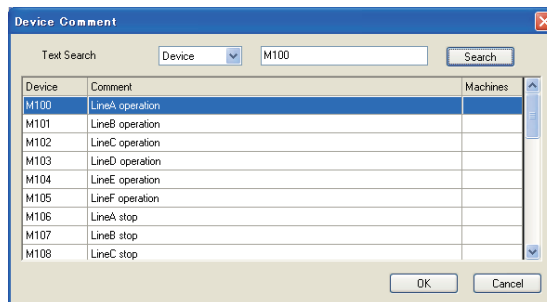 Device Comment
Text Search Device M100 Search
Device Comment Machines
M100 LineA operation
M101 LineB operation
M102 LineC operation
M103 LineD operation
M104 LineE operation
M105 LineF operation
M106 LineA stop
M107 LineB stop
M108 LineC stop
OK Cancel